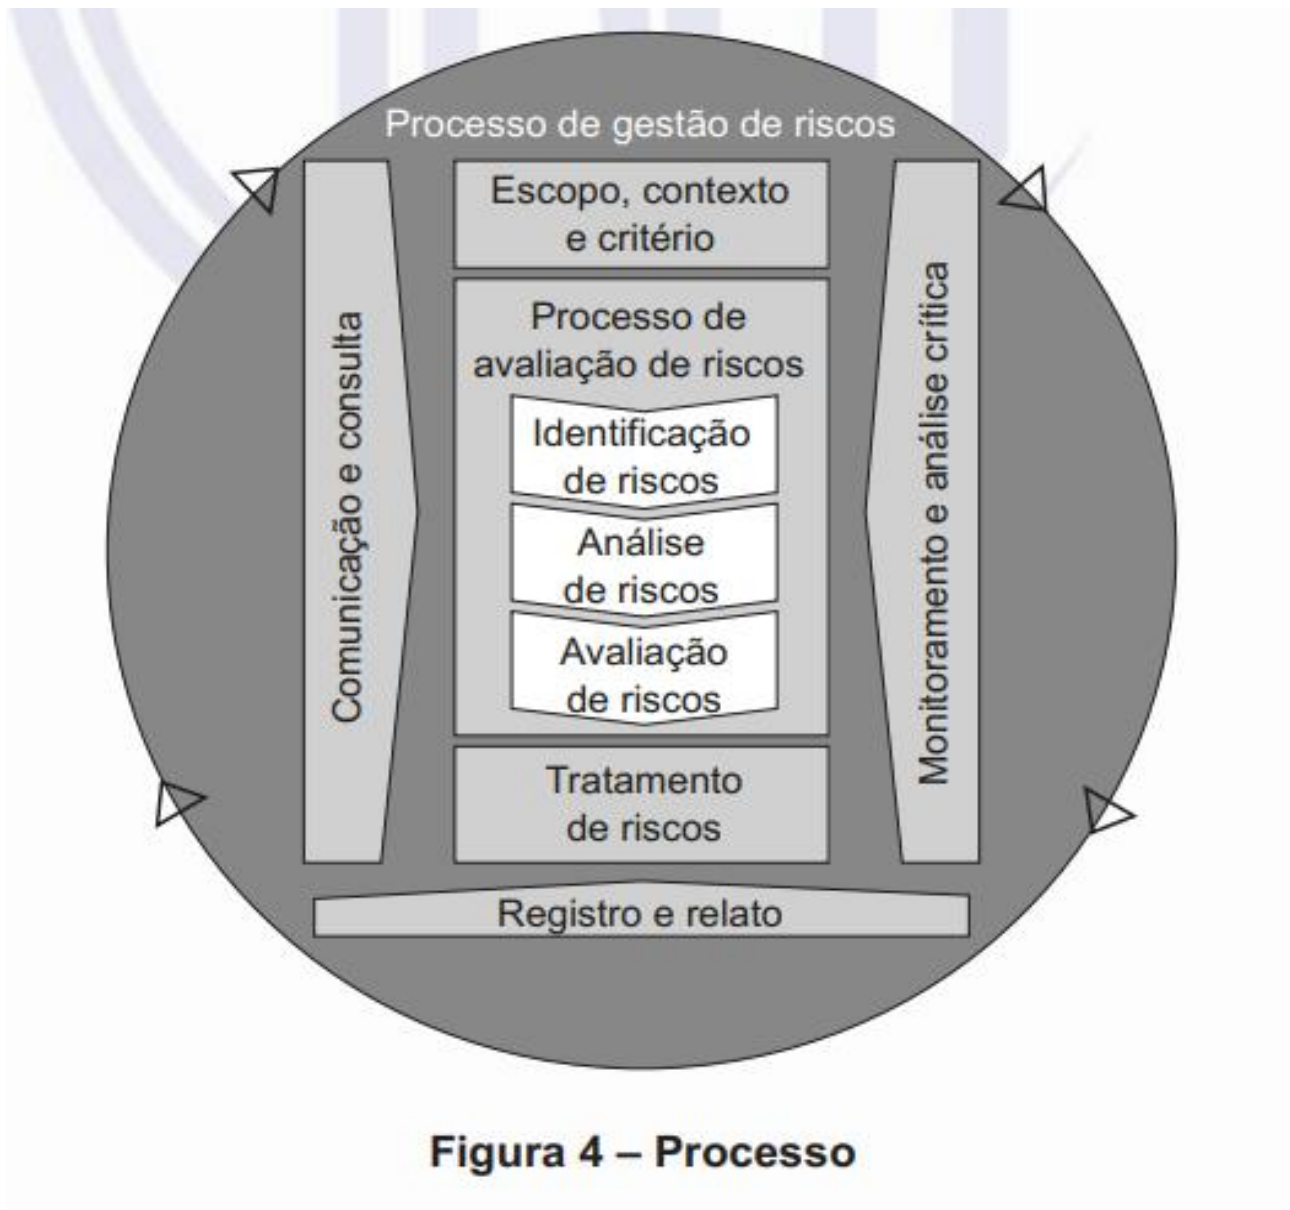 Processo de gestão de riscos
Escopo, contexto
e critério
Processo de
avaliação de riscos
Identificação
de riscos
Análise
de riscos
Avaliação
de riscos
Tratamento
de riscos
Comunicação e consulta
Monitoramento e análise crítica
Registro e relato
Figura 4 – Processo